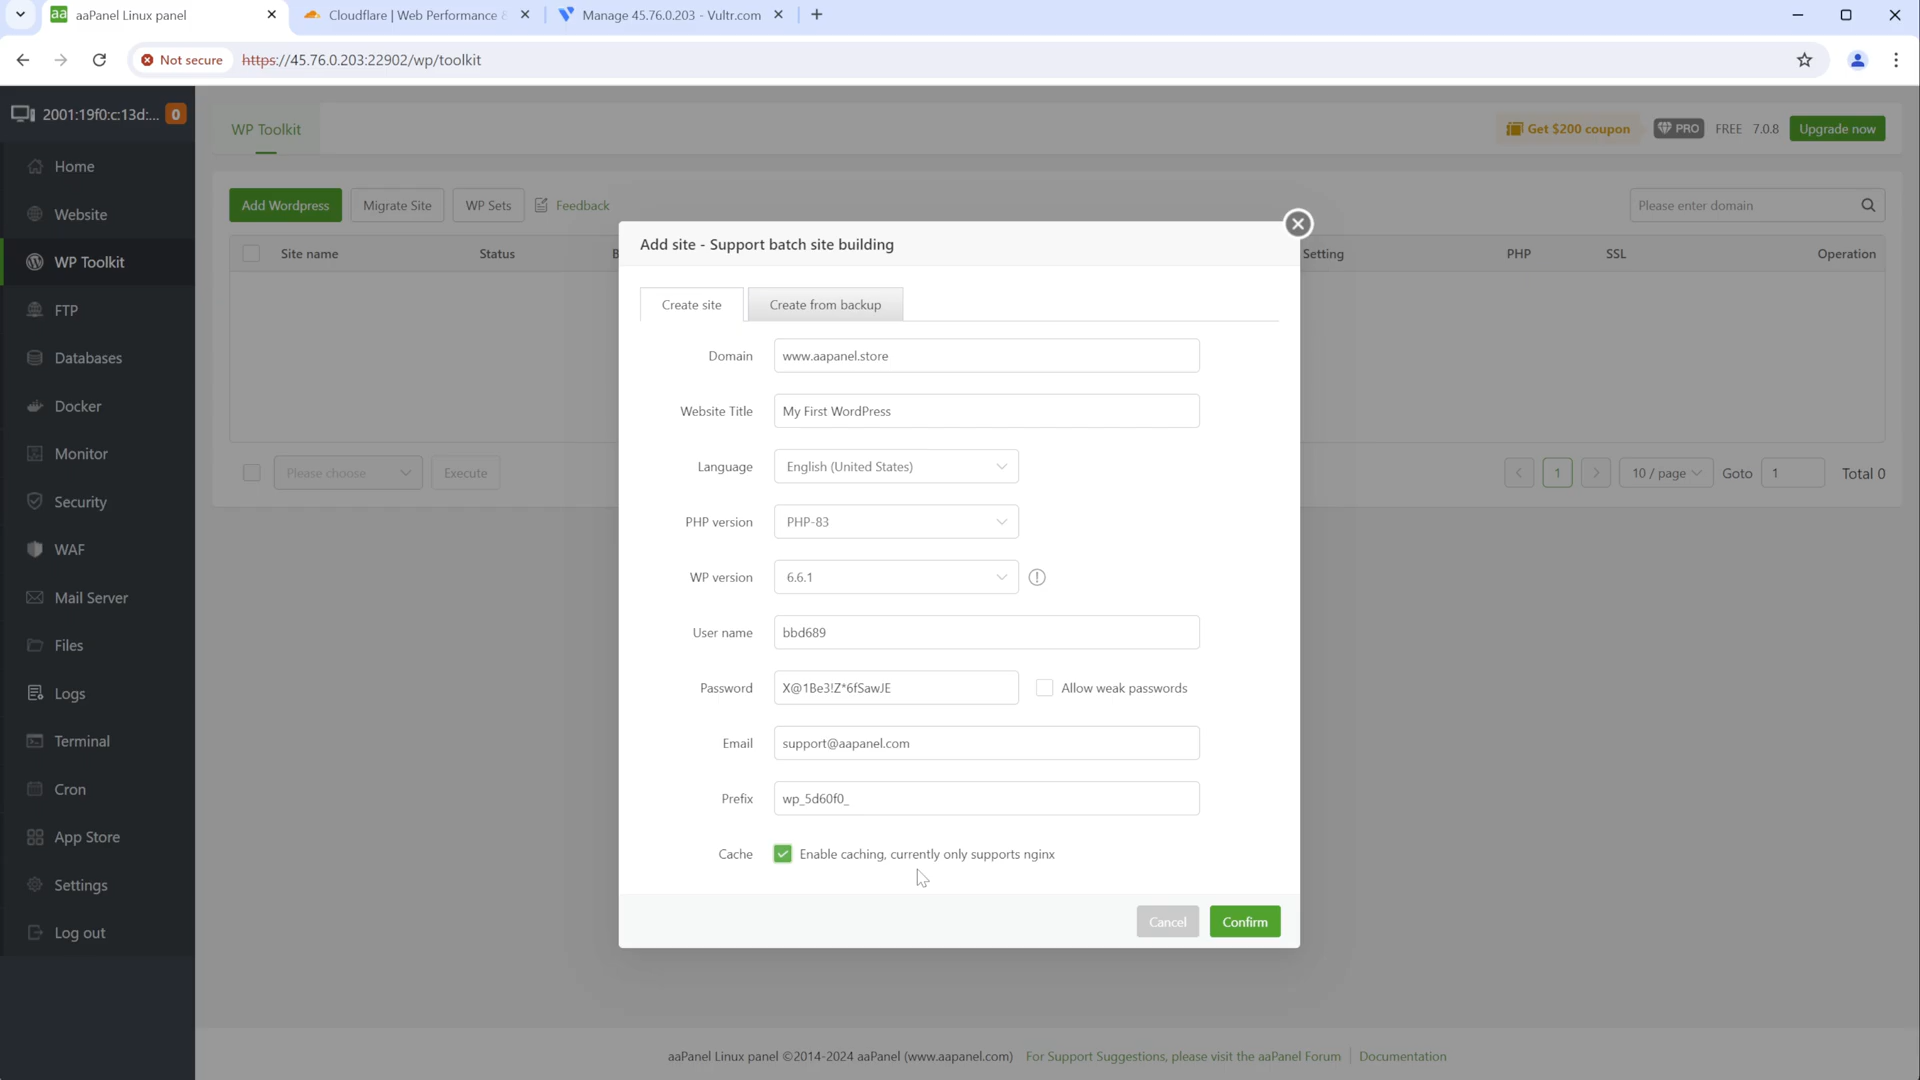 aaPanel Linux panel
Cloudflare | Web Performance &
Manage 45.76.0.203 - Vultr.com
Not secure
https://45.76.0.203:22902/wp/toolkit
2001:19f0:c:13d:...
0
Home
Website
WP Toolkit
FTP
Databases
Docker
Monitor
Security
WAF
Mail Server
Files
Logs
Terminal
Cron
App Store
Settings
Log out
WP Toolkit
Get $200 coupon
PRO
FREE
7.0.8
Upgrade now
Add Wordpress
Migrate Site
WP Sets
Feedback
Please enter domain
Site name
Status
B
Setting
PHP
SSL
Operation
Please choose
Execute
1
10 / page
Goto
1
Total 0
Add site - Support batch site building
Create site
Create from backup
Domain
www.aapanel.store
Website Title
My First WordPress
Language
English (United States)
PHP version
PHP-83
WP version
6.6.1
User name
bbd689
Password
X@1Be3!Z*6fSawJE
Allow weak passwords
Email
support@aapanel.com
Prefix
wp_5d60f0_
Cache
Enable caching, currently only supports nginx
Cancel
Confirm
aaPanel Linux panel ©2014-2024 aaPanel (www.aapanel.com)
For Support Suggestions, please visit the aaPanel Forum
Documentation